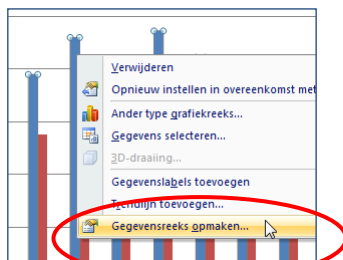 Verwijderen
Opnieuw instellen in overeenkomst met
Ander type grafiekreeks...
Gegevens selecteren...
3D-draaiing...
Gegevenslabels toevoegen
Trendlijn toevoegen...
Gegevensreeks opmaken...